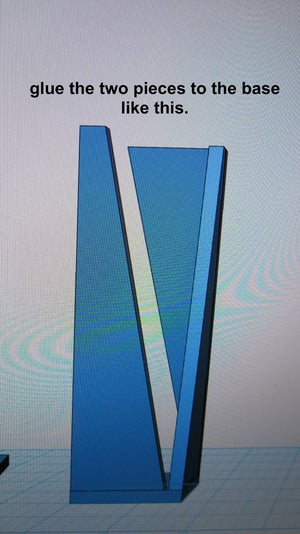 glue the two pieces to the base
like this.